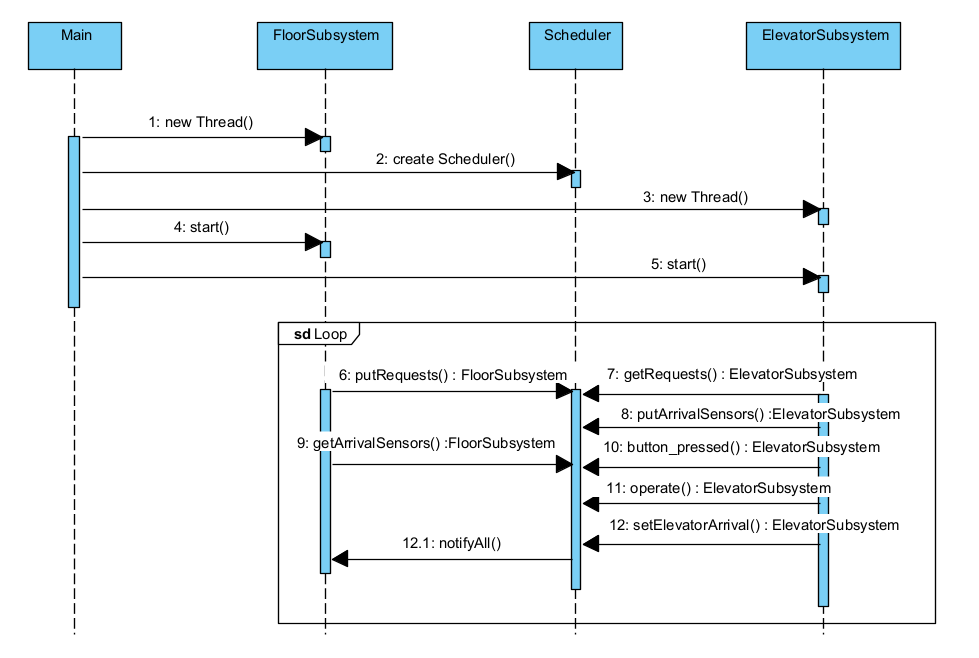 Main
FloorSubsystem
Scheduler
ElevatorSubsystem
1: new Thread()
2: create Scheduler()
3: new Thread()
4: start()
5: start()
sd Loop
6: putRequests() : FloorSubsystem
7: getRequests() : ElevatorSubsystem
8: putArrivalSensors() :ElevatorSubsystem
9: getArrivalSensors() :FloorSubsystem
10: button_pressed() : ElevatorSubsystem
11: operate() : ElevatorSubsystem
12: setElevatorArrival() : ElevatorSubsystem
12.1: notifyAll()